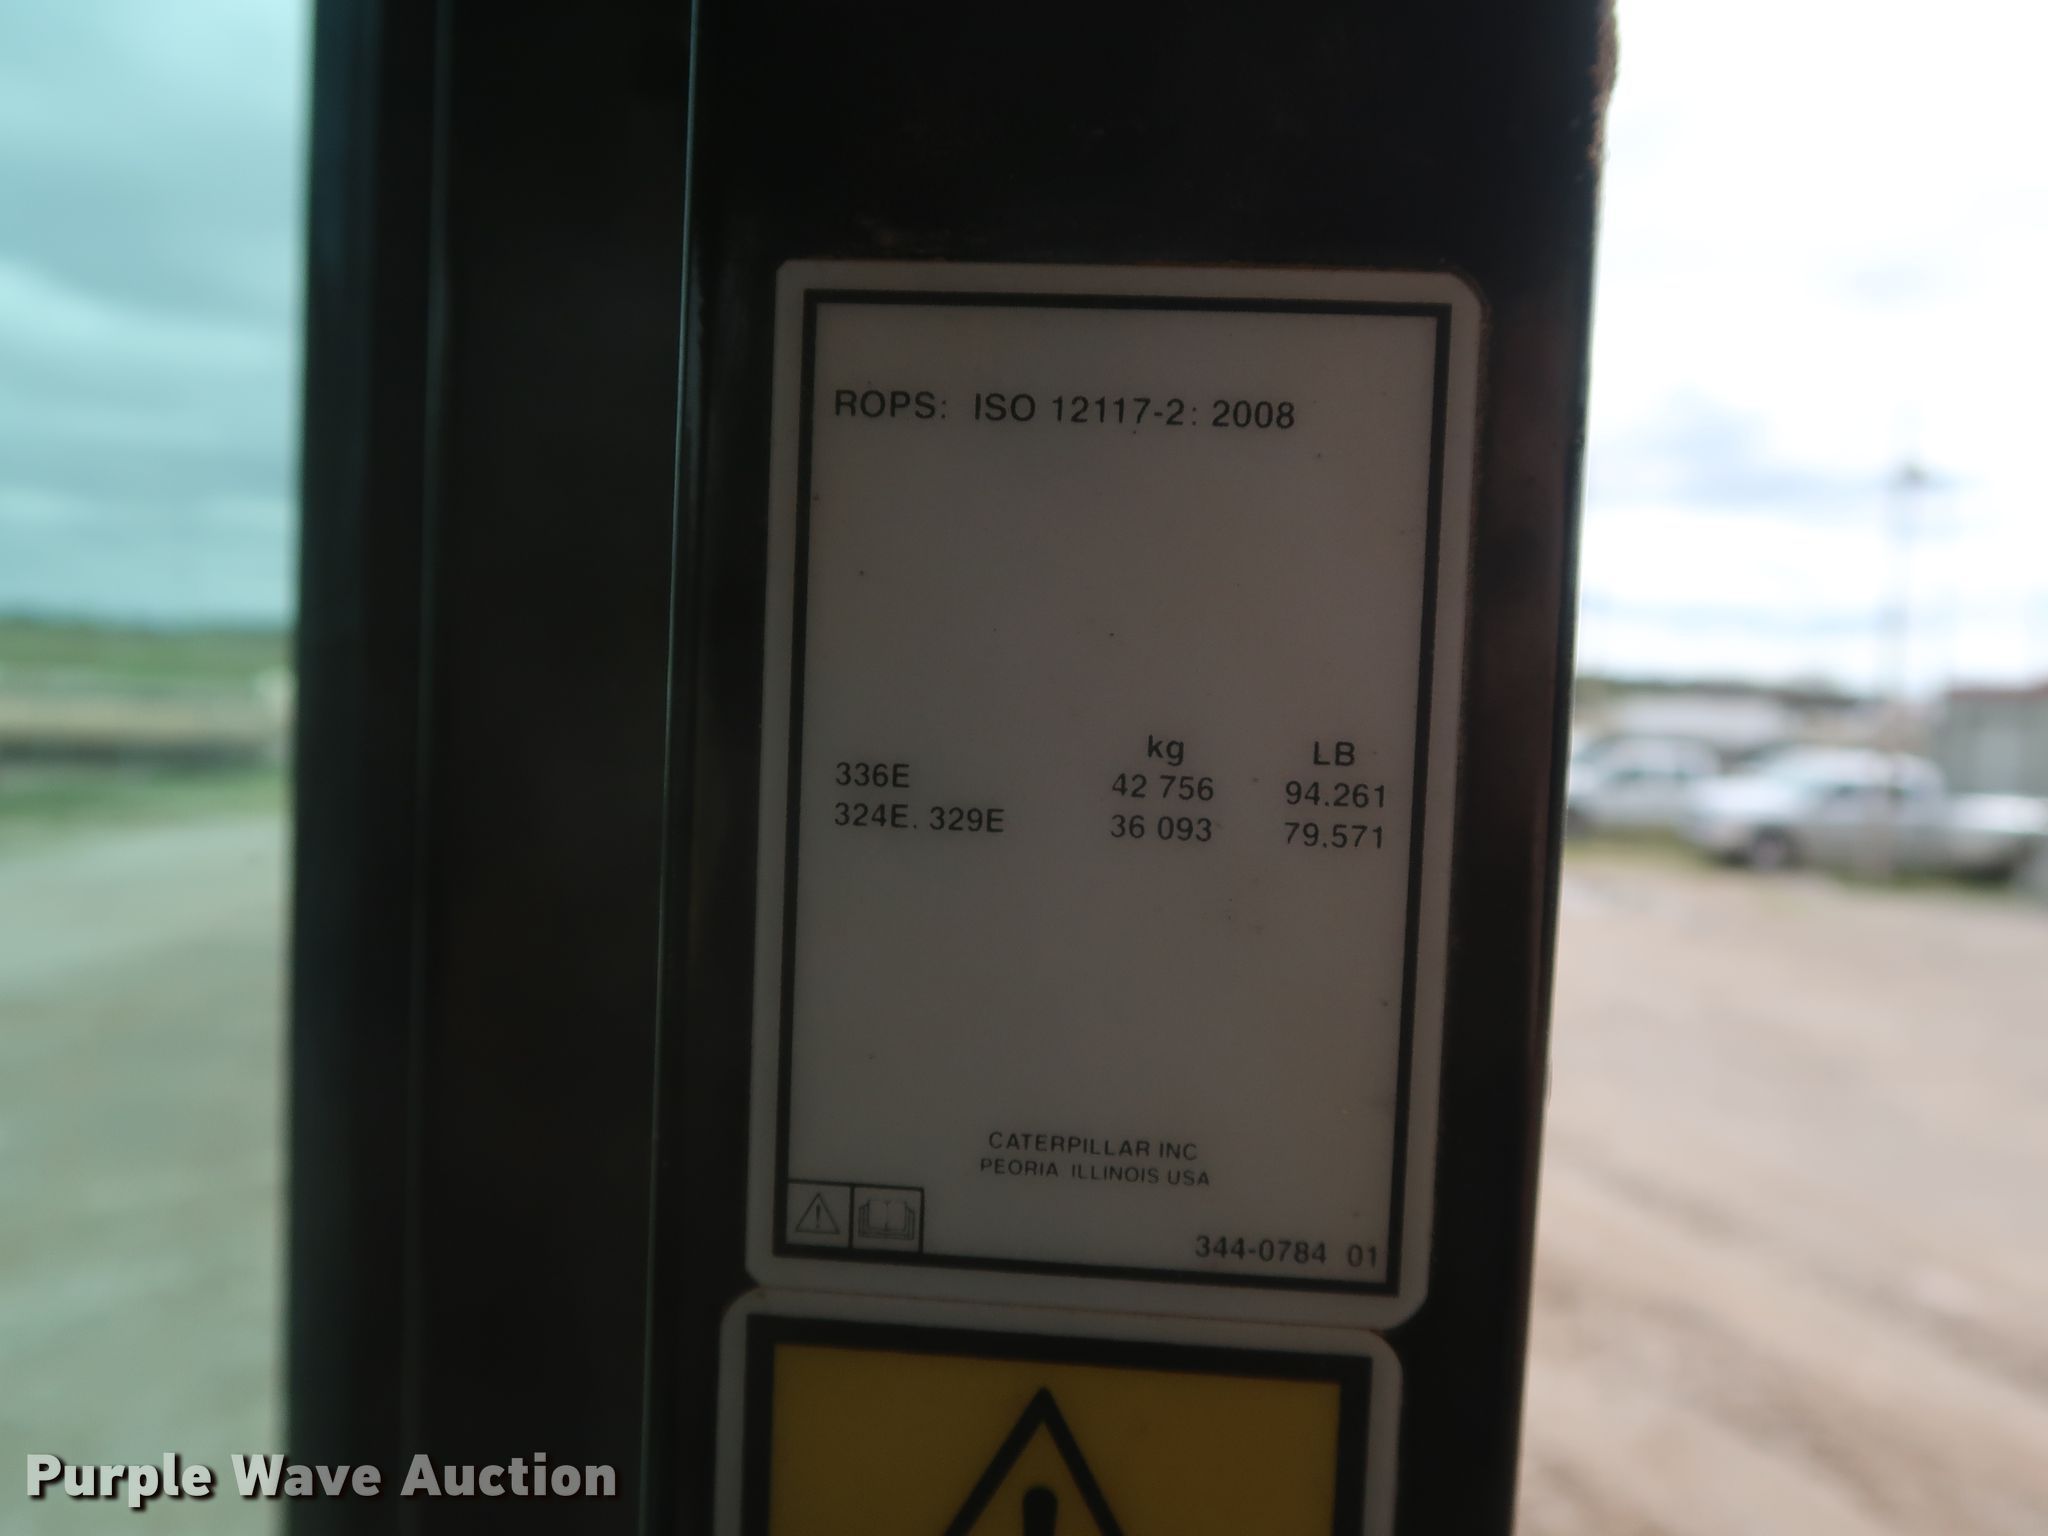 ROPS: ISO 12117-2: 2008
kg LB
336E 42 756 94.261
324E. 329E 36 093 79.571
CATERPILLAR INC
PEORIA ILLINOIS USA
344-0784 01
Purple Wave Auction